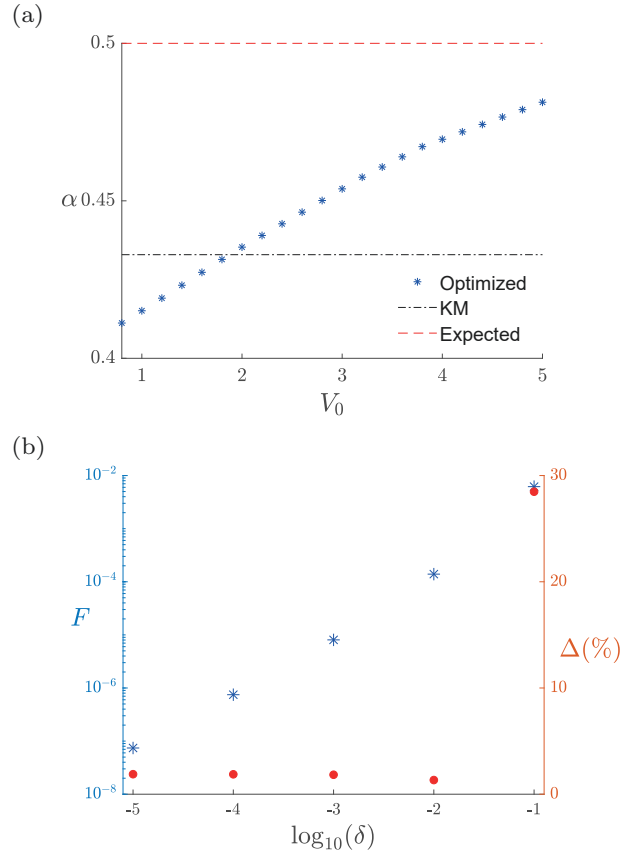 (a)
0.5
α 0.45
0.4
1 2 3 4 5
V₀
Optimized
KM
Expected
(b)
10⁻² 30
10⁻⁴ 20
F Δ(%)
10⁻⁶ 10
10⁻⁸ 0
-5 -4 -3 -2 -1
log₁₀(δ)